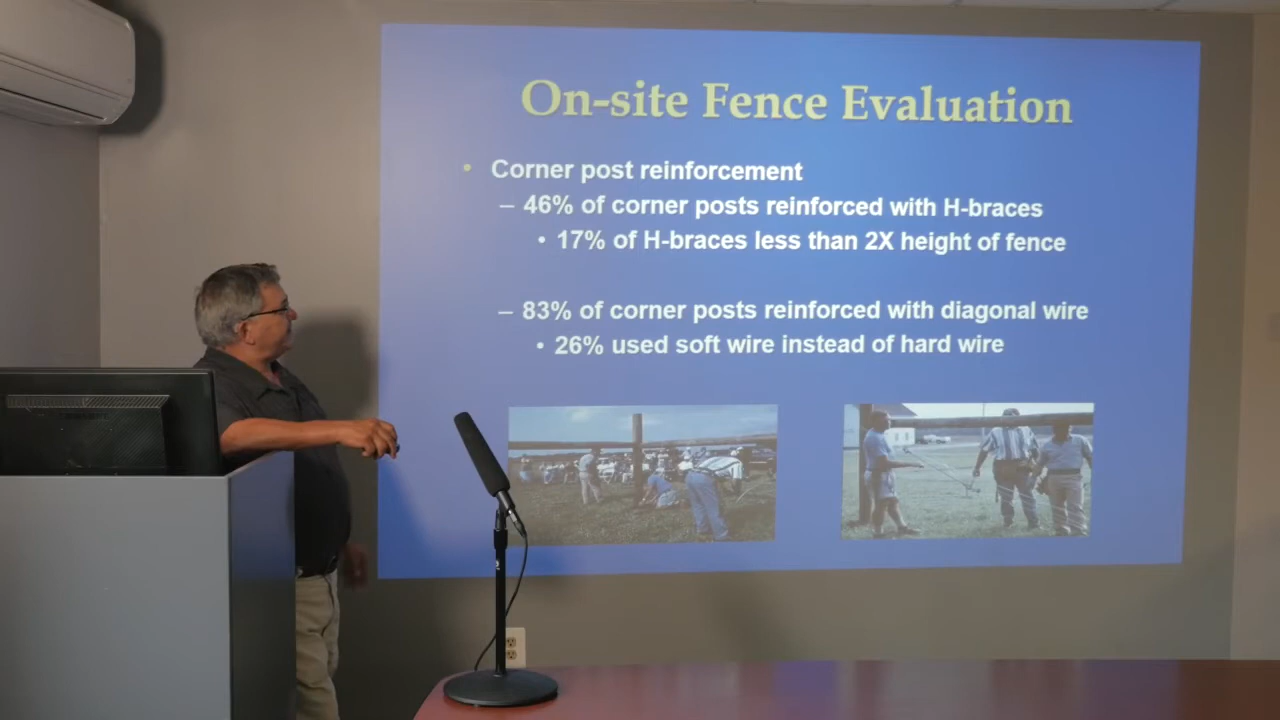 On-site Fence Evaluation
• Corner post reinforcement
– 46% of corner posts reinforced with H-braces
• 17% of H-braces less than 2X height of fence
– 83% of corner posts reinforced with diagonal wire
• 26% used soft wire instead of hard wire